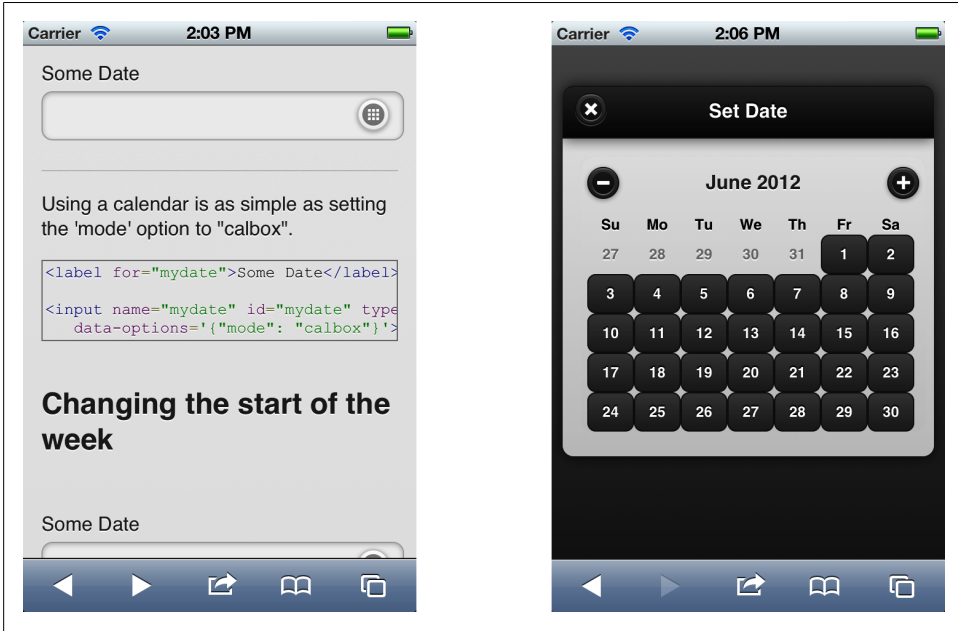 Carrier 2:03 PM
Some Date
Using a calendar is as simple as setting
the 'mode' option to "calbox".
<label for="mydate">Some Date</label>
<input name="mydate" id="mydate" type
data-options='{"mode": "calbox"}'>
Changing the start of the
week
Some Date
Carrier 2:06 PM
Set Date
June 2012
Su Mo Tu We Th Fr Sa
27 28 29 30 31 1 2
3 4 5 6 7 8 9
10 11 12 13 14 15 16
17 18 19 20 21 22 23
24 25 26 27 28 29 30